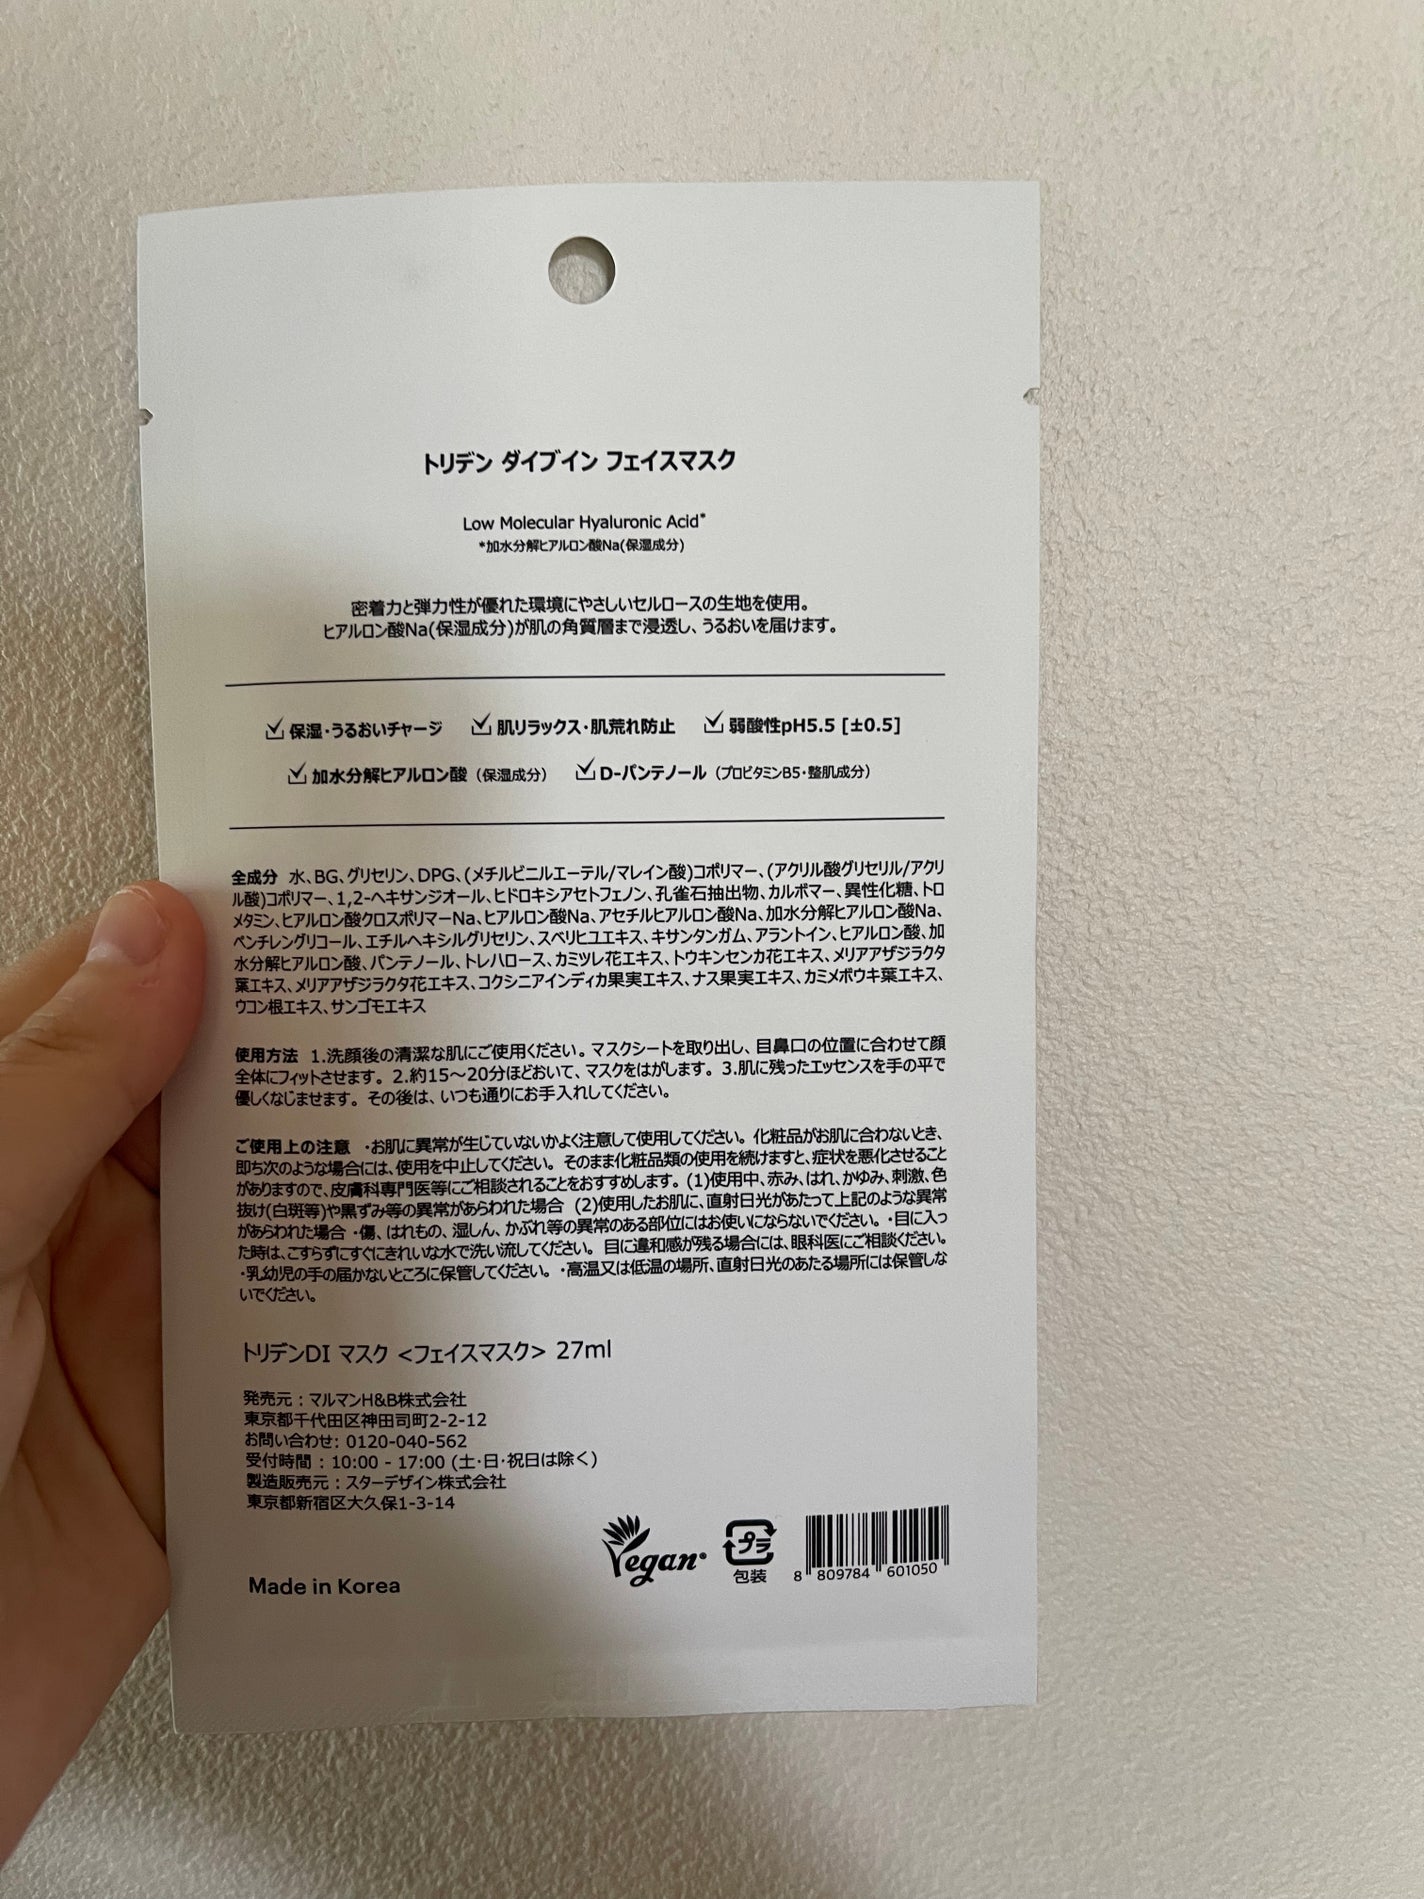 トリデン ダイブイン フェイスマスク
Low Molecular Hyaluronic Acid*
*加水分解ヒアルロン酸Na(保湿成分)
密着力と弾力性が優れた環境にやさしいセルロースの生地を使用。
ヒアルロン酸Na(保湿成分)が肌の角質層まで浸透し、うるおいを届けます。
保湿・うるおいチャージ 肌リラックス・肌荒れ防止 弱酸性pH5.5 [±0.5]
加水分解ヒアルロン酸（保湿成分） D-パンテノール（プロビタミンB5・整肌成分）
全成分 水、BG、グリセリン、DPG、(メチルビニルエーテル/マレイン酸)コポリマー、(アクリル酸グリセリル/アクリ
ル酸)コポリマー、1,2-ヘキサンジオール、ヒドロキシアセトフェノン、孔雀石抽出物、カルボマー、異性化糖、トロ
メタミン、ヒアルロン酸クロスポリマーNa、ヒアルロン酸Na、アセチルヒアルロン酸Na、加水分解ヒアルロン酸Na、
ペンチレングリコール、エチルヘキシルグリセリン、スベリヒユエキス、キサンタンガム、アラントイン、ヒアルロン酸、加
水分解ヒアルロン酸、パンテノール、トレハロース、カミツレ花エキス、トウキンセンカ花エキス、メリアアザジラクタ
葉エキス、メリアアザジラクタ花エキス、コクシニアインディカ果実エキス、ナス果実エキス、カミメボウキ葉エキス、
ウコン根エキス、サンゴモエキス
使用方法 1.洗顔後の清潔な肌にご使用ください。マスクシートを取り出し、目鼻口の位置に合わせて顔
全体にフィットさせます。 2.約15～20分ほどおいて、マスクをはがします。 3.肌に残ったエッセンスを手の平で
優しくなじませます。その後は、いつも通りにお手入れしてください。
ご使用上の注意 ・お肌に異常が生じていないかよく注意して使用してください。化粧品がお肌に合わないとき、
即ち次のような場合には、使用を中止してください。そのまま化粧品類の使用を続けますと、症状を悪化させること
がありますので、皮膚科専門医等にご相談されることをおすすめします。 (1)使用中、赤み、はれ、かゆみ、刺激、色
抜け(白斑等)や黒ずみ等の異常があらわれた場合 (2)使用したお肌に、直射日光があたって上記のような異常
があらわれた場合 ・傷、はれもの、湿しん、かぶれ等の異常のある部位にはお使いにならないでください。 ・目に入っ
た時は、こすらずにすぐにきれいな水で洗い流してください。 目に違和感が残る場合には、眼科医にご相談ください。
・乳幼児の手の届かないところに保管してください。 ・高温又は低温の場所、直射日光のあたる場所には保管しな
いでください。
トリデンDI マスク <フェイスマスク> 27ml
発売元：マルマンH&B株式会社
東京都千代田区神田司町2-2-12
お問い合わせ: 0120-040-562
受付時間：10:00 - 17:00 (土・日・祝日は除く)
製造販売元：スターデザイン株式会社
東京都新宿区大久保1-3-14
Vegan
プラ
包装
8 809784 601050
Made in Korea